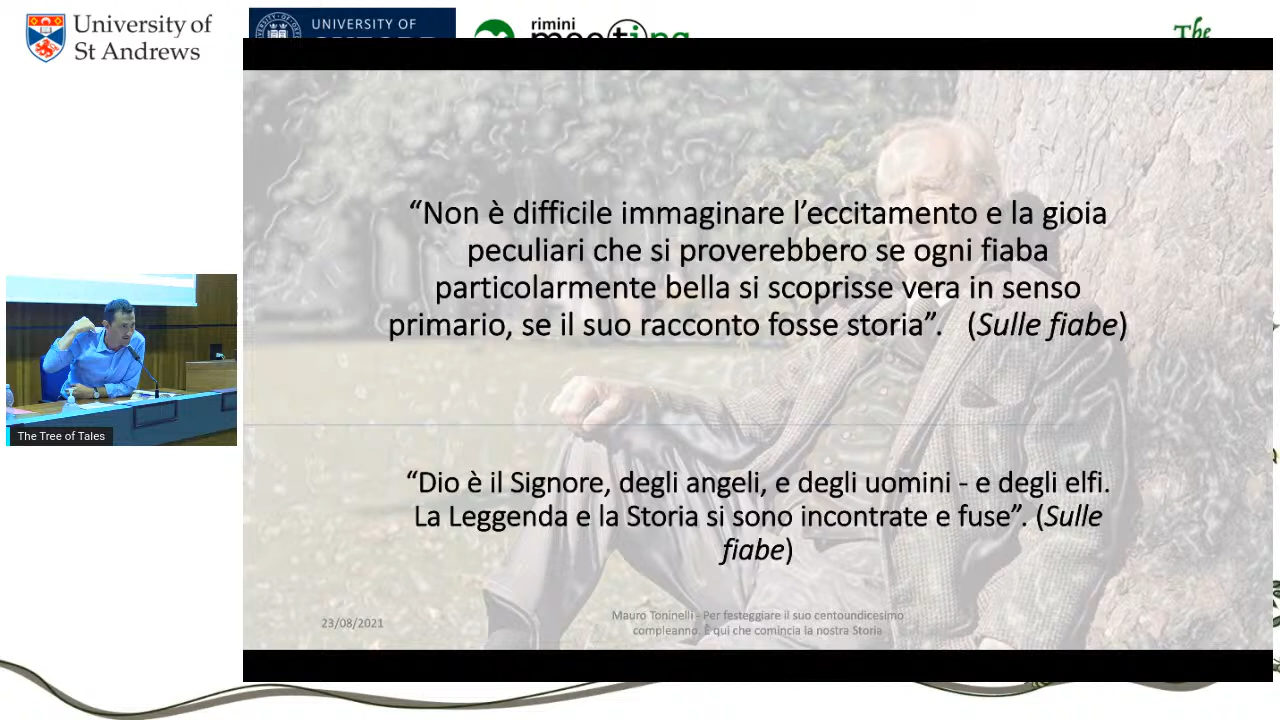 University of
St Andrews
UNIVERSITY OF
rimini
meeting
The
“Non è difficile immaginare l’eccitamento e la gioia
peculiari che si proverebbero se ogni fiaba
particolarmente bella si scoprisse vera in senso
primario, se il suo racconto fosse storia”. (Sulle fiabe)
The Tree of Tales
“Dio è il Signore, degli angeli, e degli uomini - e degli elfi.
La Leggenda e la Storia si sono incontrate e fuse”. (Sulle
fiabe)
23/08/2021
Mauro Toninelli - Per festeggiare il suo centoundicesimo
compleanno. È qui che comincia la nostra Storia